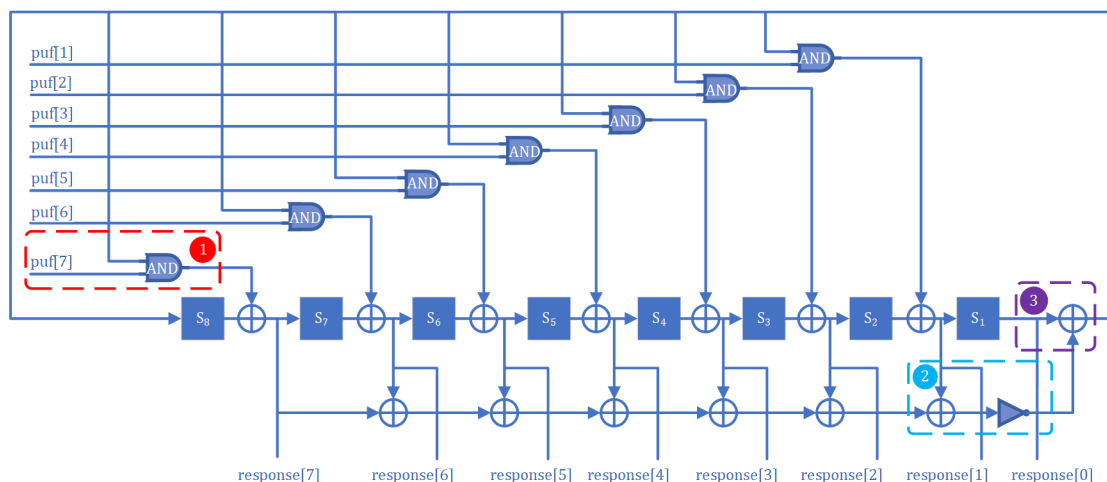 puf[1]
AND
puf[2]
AND
puf[3]
AND
puf[4]
AND
puf[5]
AND
puf[6]
AND
1
puf[7]
AND
3
S₈
S₇
S₆
S₅
S₄
S₃
S₂
S₁
2
response[7]
response[6]
response[5]
response[4]
response[3]
response[2]
response[1]
response[0]